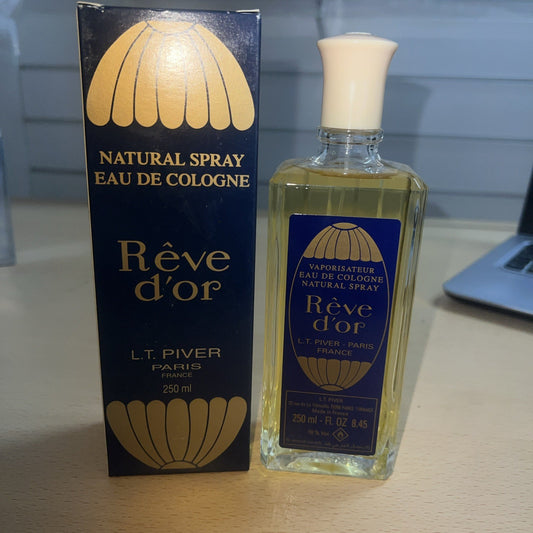 NATURAL SPRAY
EAU DE COLOGNE
Rêve
d'or
L.T. PIVER
PARIS
FRANCE
250 ml
VAPORISATEUR
EAU DE COLOGNE
NATURAL SPRAY
Rêve
d'or
L.T. PIVER - PARIS
FRANCE
L.T. PIVER
Made in France
250 ml - FL. OZ 8.45